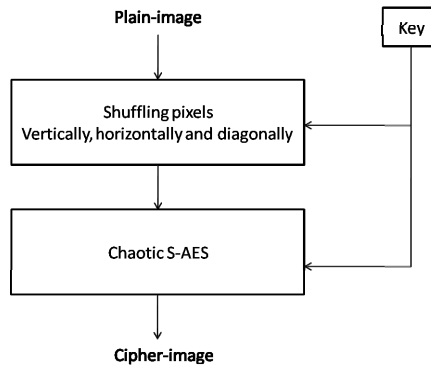 Plain-image
Key
Shuffling pixels
Vertically, horizontally and diagonally
Chaotic S-AES
Cipher-image